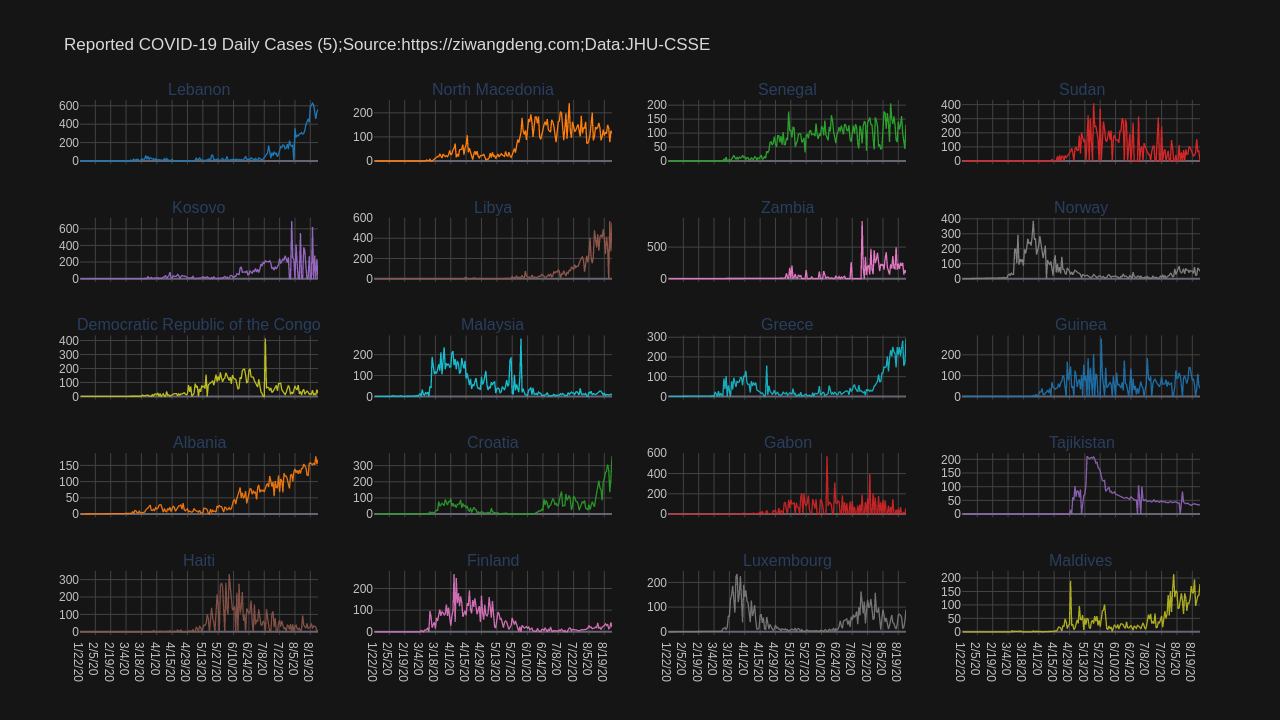 Reported COVID-19 Daily Cases (5);Source:https://ziwangdeng.com;Data:JHU-CSSE
Lebanon North Macedonia Senegal Sudan
600 400 200 0
200 100 0
200 150 100 50 0
400 300 200 100 0
Kosovo Libya Zambia Norway
600 400 200 0
600 400 200 0
500 0
400 300 200 100 0
Democratic Republic of the Congo Malaysia Greece Guinea
400 300 200 100 0
200 100 0
300 200 100 0
200 100 0
Albania Croatia Gabon Tajikistan
150 100 50 0
300 200 100 0
600 400 200 0
200 150 100 50 0
Haiti Finland Luxembourg Maldives
300 200 100 0
200 100 0
200 100 0
200 150 100 50 0
1/22/20 2/5/20 2/19/20 3/4/20 3/18/20 4/1/20 4/15/20 4/29/20 5/13/20 5/27/20 6/10/20 6/24/20 7/8/20 7/22/20 8/5/20 8/19/20
1/22/20 2/5/20 2/19/20 3/4/20 3/18/20 4/1/20 4/15/20 4/29/20 5/13/20 5/27/20 6/10/20 6/24/20 7/8/20 7/22/20 8/5/20 8/19/20
1/22/20 2/5/20 2/19/20 3/4/20 3/18/20 4/1/20 4/15/20 4/29/20 5/13/20 5/27/20 6/10/20 6/24/20 7/8/20 7/22/20 8/5/20 8/19/20
1/22/20 2/5/20 2/19/20 3/4/20 3/18/20 4/1/20 4/15/20 4/29/20 5/13/20 5/27/20 6/10/20 6/24/20 7/8/20 7/22/20 8/5/20 8/19/20